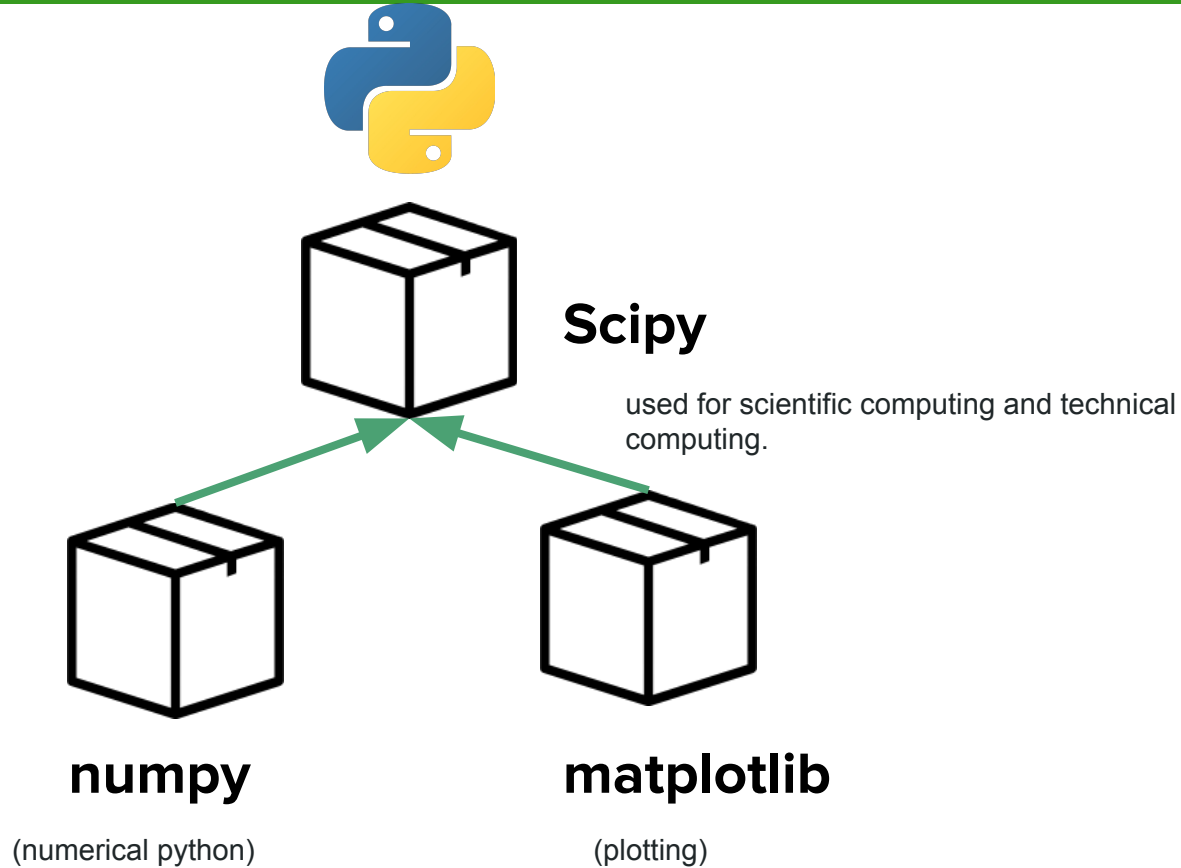 Scipy
used for scientific computing and technical
computing.
numpy
matplotlib
(numerical python)
(plotting)